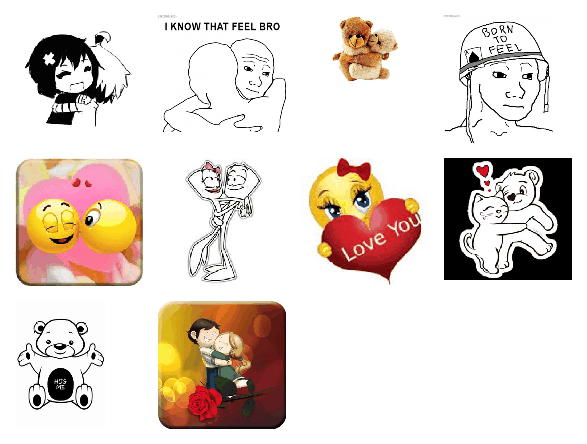 I KNOW THAT FEEL BRO
BORN
TO
FEEL
Love You
HUG
ME